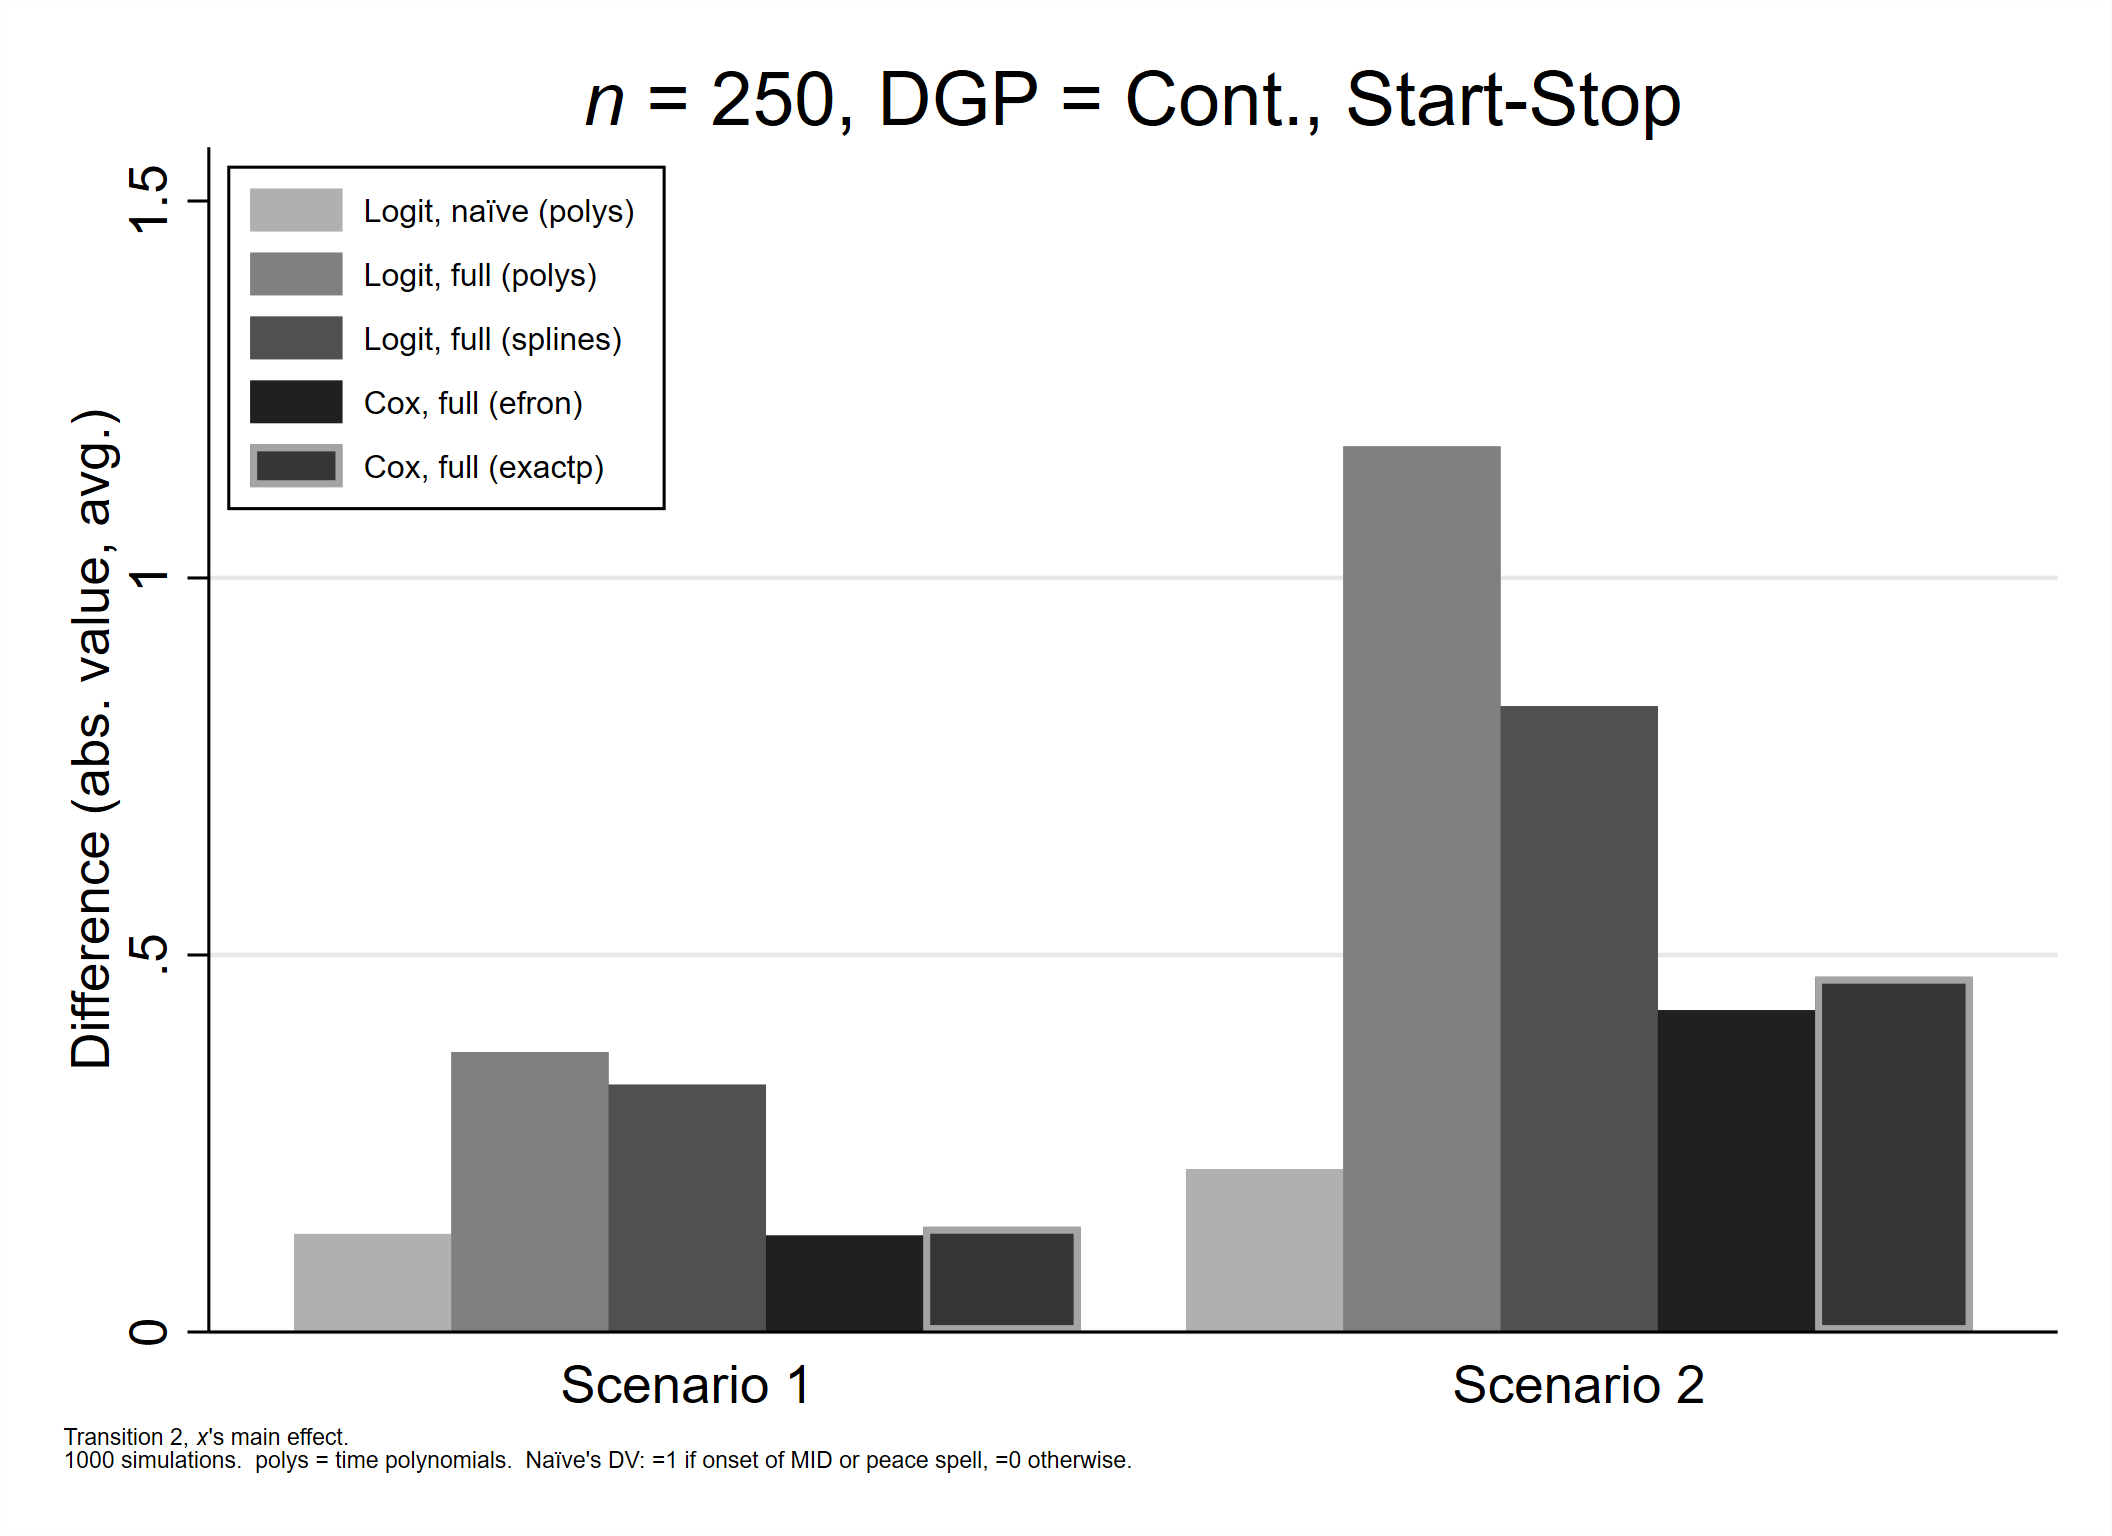 n = 250, DGP = Cont., Start-Stop
Difference (abs. value, avg.)
1.5
1
.5
0
Logit, naïve (polys)
Logit, full (polys)
Logit, full (splines)
Cox, full (efron)
Cox, full (exactp)
Scenario 1
Scenario 2
Transition 2, x's main effect.
1000 simulations.  polys = time polynomials.  Naïve's DV: =1 if onset of MID or peace spell, =0 otherwise.